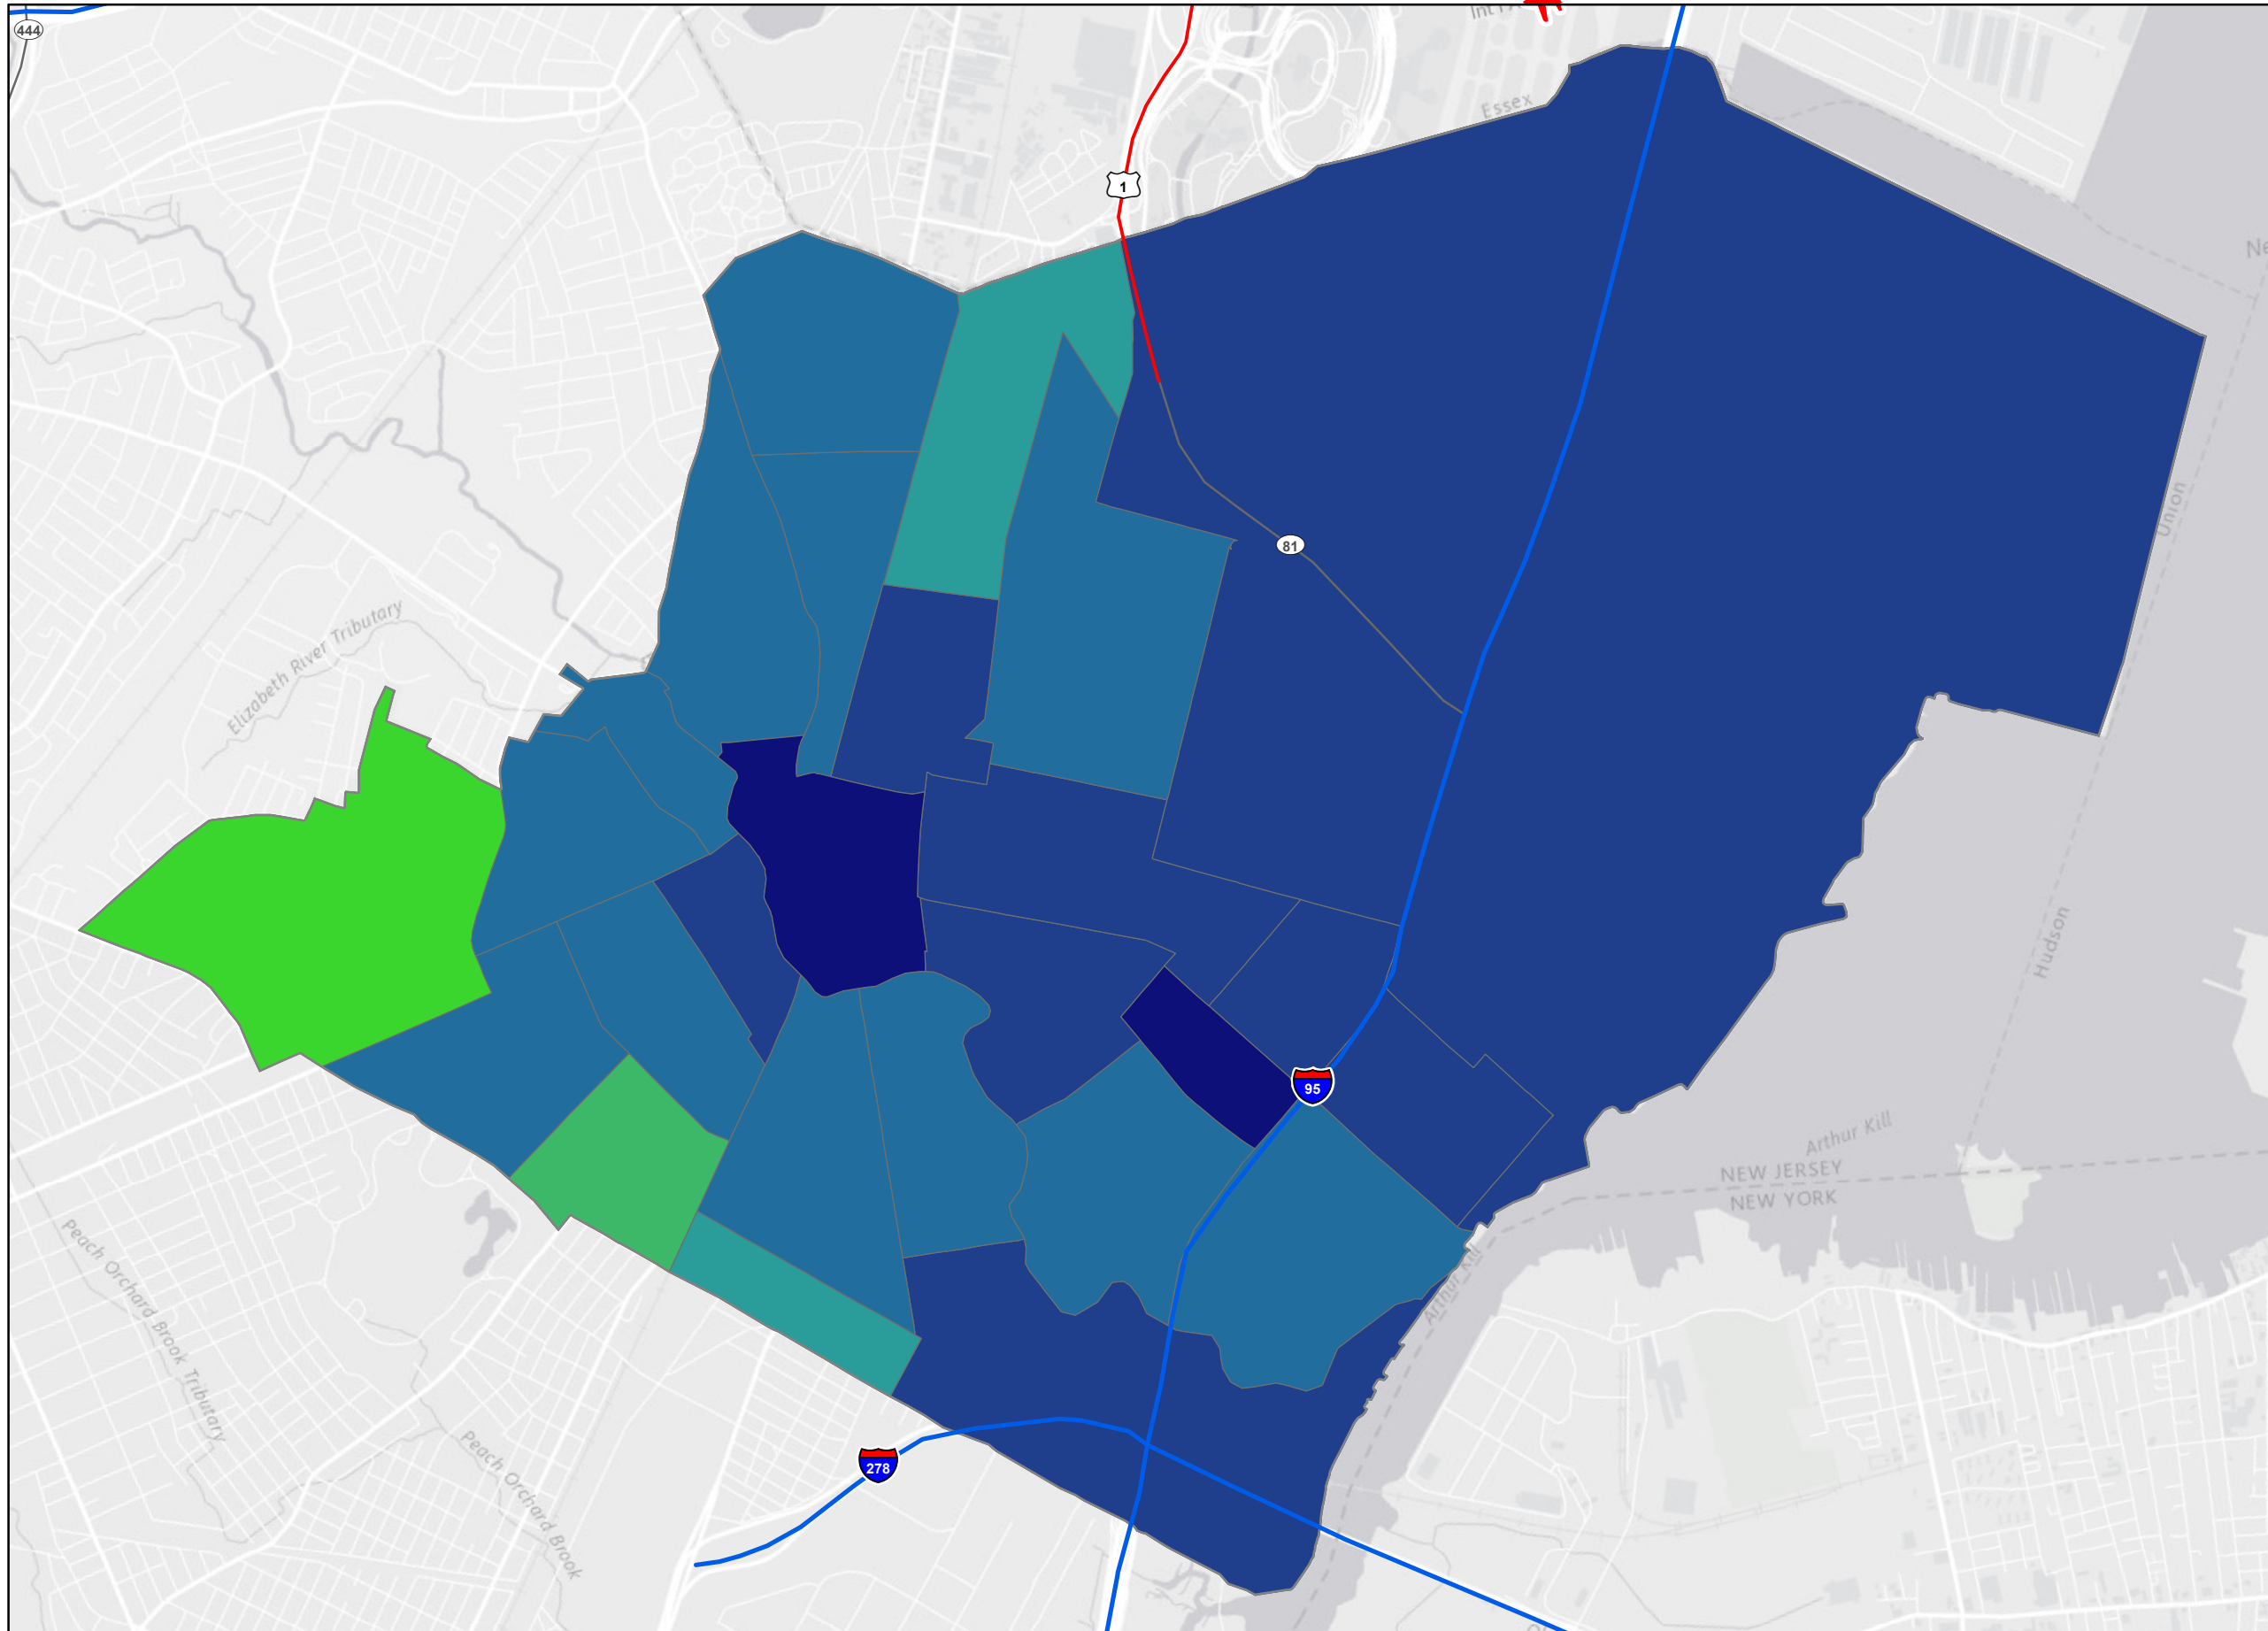 444
Essex
1
Union
81
Elizabeth River Tributary
Hudson
95
Arthur Kill
NEW JERSEY
NEW YORK
Arthur Kill
Peach Orchard Brook Tributary
Peach Orchard Brook
278